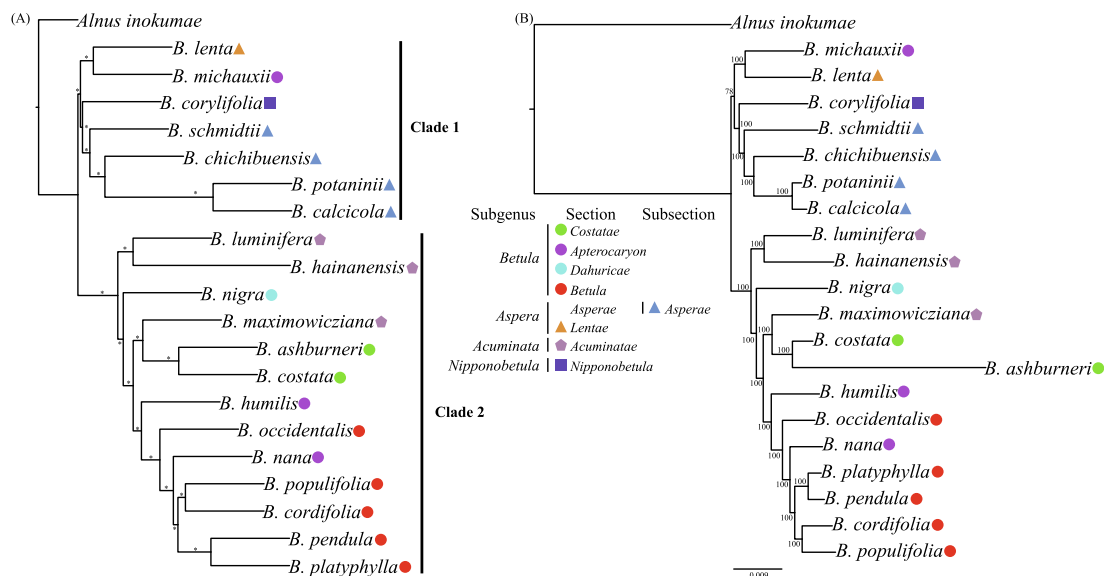 (A)
Alnus inokumae
B. lenta
B. michauxii
B. corylifolia
B. schmidtii
B. chichibuensis
B. potaninii
B. calcicola
Clade 1
B. luminifera
B. hainanensis
B. nigra
B. maximowicziana
B. ashburneri
B. costata
B. humilis
B. occidentalis
B. nana
B. populifolia
B. cordifolia
B. pendula
B. platyphylla
Clade 2
Subgenus Section Subsection
Costatae
Betula Apterocaryon
Dahuricae
Betula
Aspera Asperae Asperae
Lentae
Acuminata Acuminatae
Nipponobetula Nipponobetula
(B)
Alnus inokumae
B. michauxii
100
B. lenta
78
B. corylifolia
100
B. schmidtii
100
B. chichibuensis
100
B. potaninii
100
B. calcicola
B. luminifera
100
B. hainanensis
100
B. nigra
100
B. maximowicziana
100
B. costata
100
B. ashburneri
100
B. humilis
100
B. occidentalis
100
B. nana
100
B. platyphylla
100
B. pendula
100
B. cordifolia
100
B. populifolia
0.009